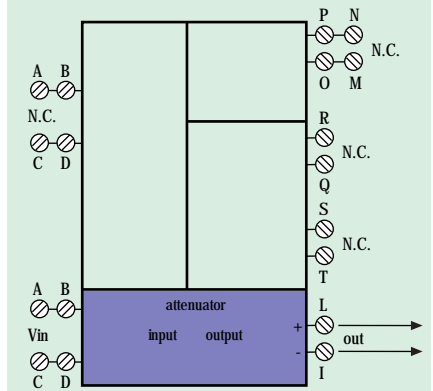 P N
N.C.
O M
A B
N.C.
C D
R
N.C.
Q
S
N.C.
T
A B
attenuator
L
Vin
input output
+
out
-
C D
I